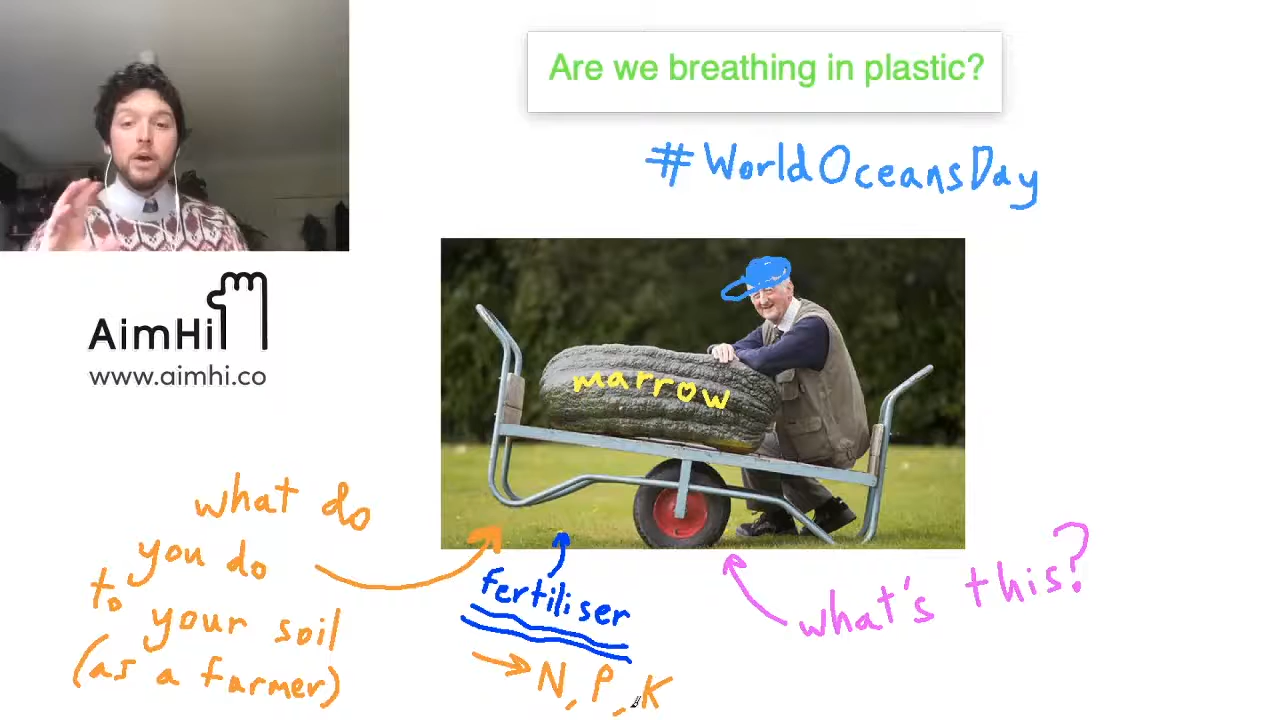 Are we breathing in plastic?
#WorldOceansDay
AimHi
www.aimhi.co
marrow
what do
you do
to your soil
(as a farmer)
fertiliser
→ N, P, K
what's this?